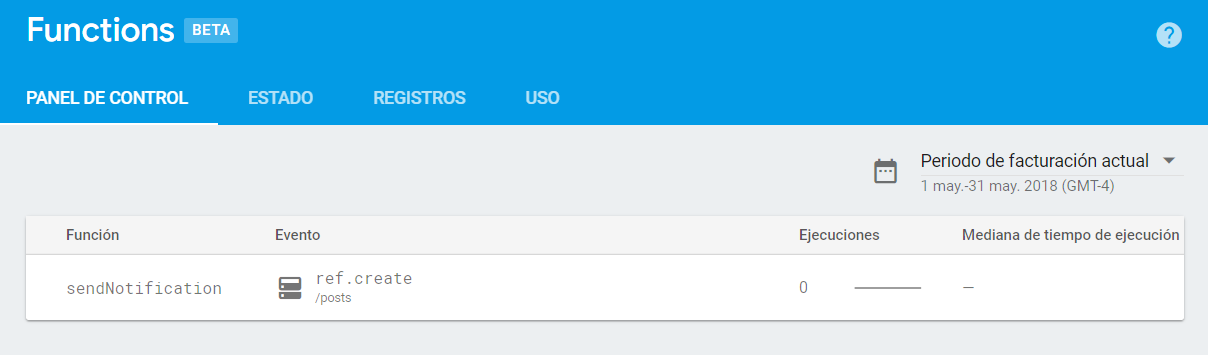 Functions BETA
PANEL DE CONTROL ESTADO REGISTROS USO
Periodo de facturación actual
1 may.-31 may. 2018 (GMT-4)
Función Evento Ejecuciones Mediana de tiempo de ejecución
ref.create
sendNotification 0 —
/posts